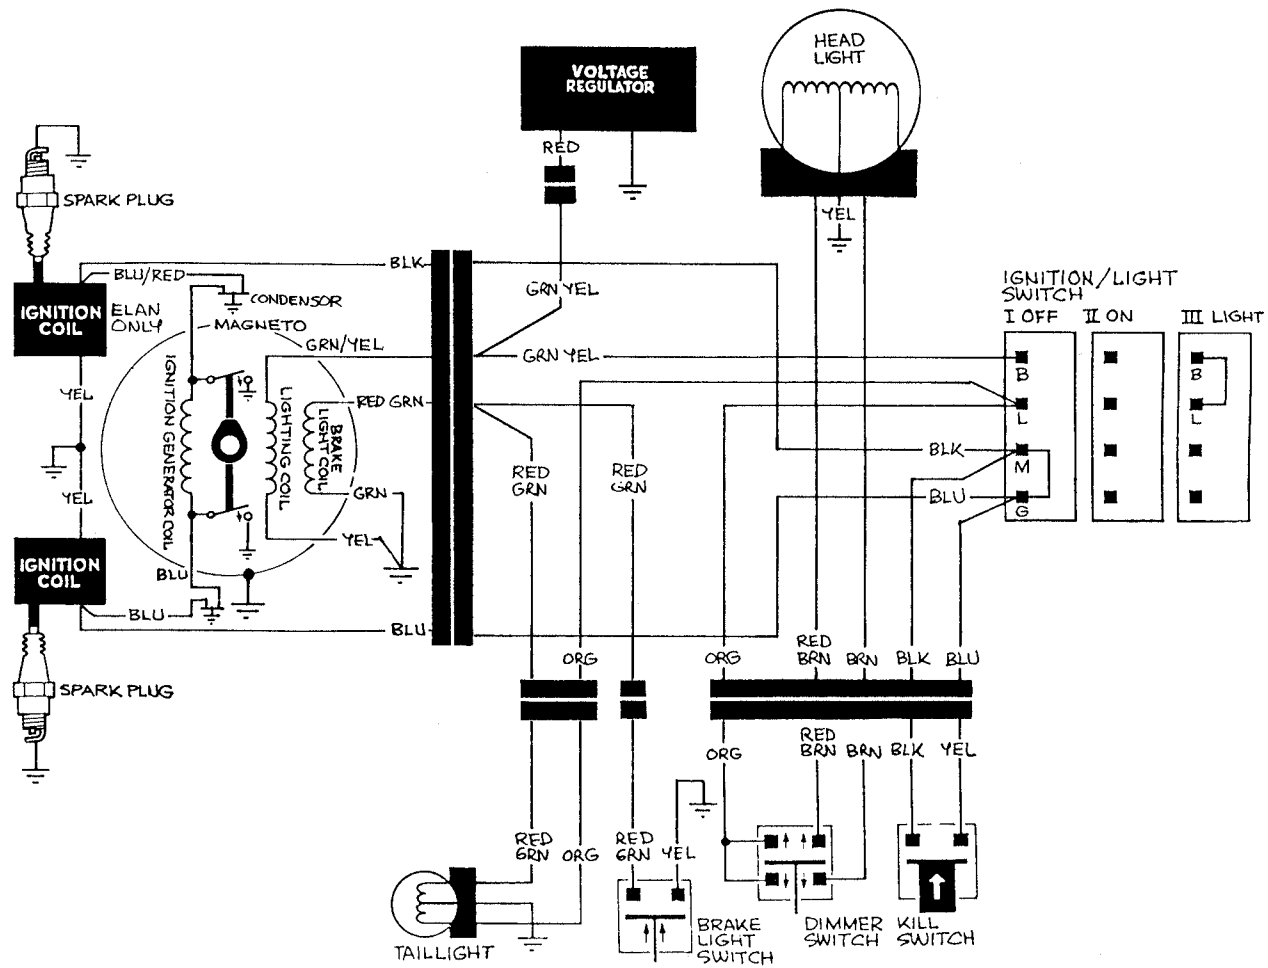 HEAD
LIGHT
VOLTAGE
REGULATOR
RED
SPARK PLUG
YEL
BLK
BLU/RED
IGNITION/LIGHT
SWITCH
I OFF
II ON
III LIGHT
GRN YEL
CONDENSOR
IGNITION
COIL
ELAN
ONLY
MAGNETO
GRN/YEL
GRN YEL
B
B
IGNITION GENERATOR COIL
LIGHTING COIL
BRAKE
LIGHT COIL
YEL
RED GRN
L
L
BLK
M
RED
GRN
RED
GRN
GRN
YEL
BLU
G
YEL
IGNITION
COIL
BLU
BLU
BLU
ORG
ORG
RED
BRN
BRN
BLK
BLU
SPARK PLUG
ORG
RED
BRN
BRN
BLK
YEL
RED
GRN
ORG
RED
GRN
YEL
TAILLIGHT
BRAKE
LIGHT
SWITCH
DIMMER
SWITCH
KILL
SWITCH